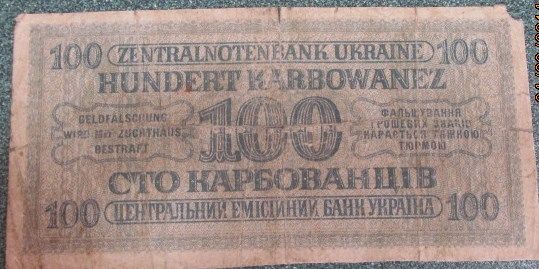 100 ZENTRALNOTENBANK UKRAINE 100
HUNDERT KARBOWANEZ
GELDFÄLSCHUNG
WIRD MIT ZUCHTHAUS
BESTRAFT
100
ФАЛЬШУВАННЯ
ГРОШЕВИХ ЗНАКІВ
КАРАЄТЬСЯ ТЯЖКОЮ
ТЮРМОЮ
СТО КАРБОВАНЦІВ
100 ЦЕНТРАЛЬНИЙ ЕМІСІЙНИЙ БАНК УКРАЇНА 100